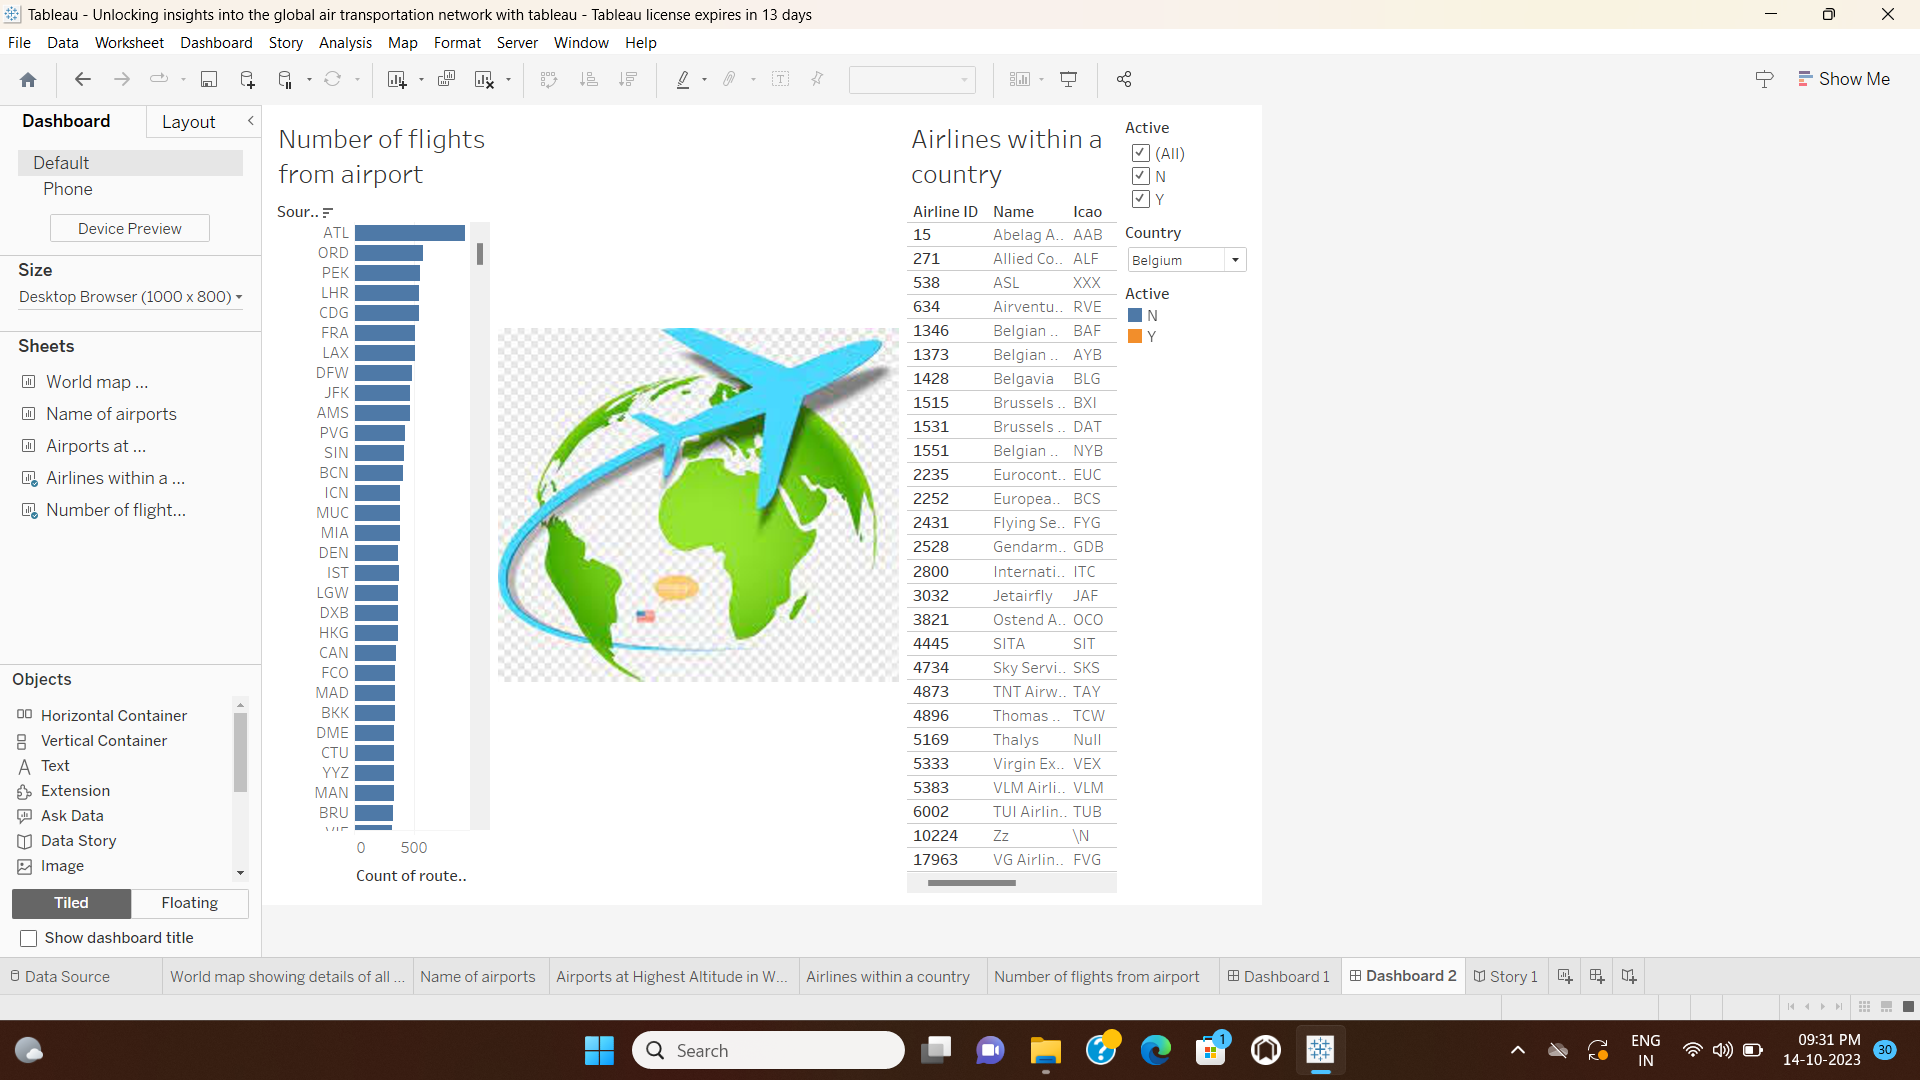 Tableau - Unlocking insights into the global air transportation network with tableau - Tableau license expires in 13 days
File Data Worksheet Dashboard Story Analysis Map Format Server Window Help
Show Me
Dashboard Layout
Default
Phone
Device Preview
Size
Desktop Browser (1000 x 800)
Sheets
World map ...
Name of airports
Airports at ...
Airlines within a ...
Number of flight...
Objects
Horizontal Container
Vertical Container
Text
Extension
Ask Data
Data Story
Image
Tiled Floating
Show dashboard title
Number of flights
from airport
Sour..
ATL
ORD
PEK
LHR
CDG
FRA
LAX
DFW
JFK
AMS
PVG
SIN
BCN
ICN
MUC
MIA
DEN
IST
LGW
DXB
HKG
CAN
FCO
MAD
BKK
DME
CTU
YYZ
MAN
BRU
VIE
0 500
Count of route..
Airlines within a
country
Airline ID Name Icao
15 Abelag A.. AAB
271 Allied Co.. ALF
538 ASL XXX
634 Airventu.. RVE
1346 Belgian .. BAF
1373 Belgian .. AYB
1428 Belgavia BLG
1515 Brussels .. BXI
1531 Brussels .. DAT
1551 Belgian .. NYB
2235 Eurocont.. EUC
2252 Europea.. BCS
2431 Flying Se.. FYG
2528 Gendarm.. GDB
2800 Internati.. ITC
3032 Jetairfly JAF
3821 Ostend A.. OCO
4445 SITA SIT
4734 Sky Servi.. SKS
4873 TNT Airw.. TAY
4896 Thomas .. TCW
5169 Thalys Null
5333 Virgin Ex.. VEX
5383 VLM Airli.. VLM
6002 TUI Airlin.. TUB
10224 Zz \N
17963 VG Airlin.. FVG
Active
(All)
N
Y
Country
Belgium
Active
N
Y
Data Source World map showing details of all ... Name of airports Airports at Highest Altitude in W... Airlines within a country Number of flights from airport Dashboard 1 Dashboard 2 Story 1
Search
1
ENG
IN
09:31 PM
14-10-2023
30